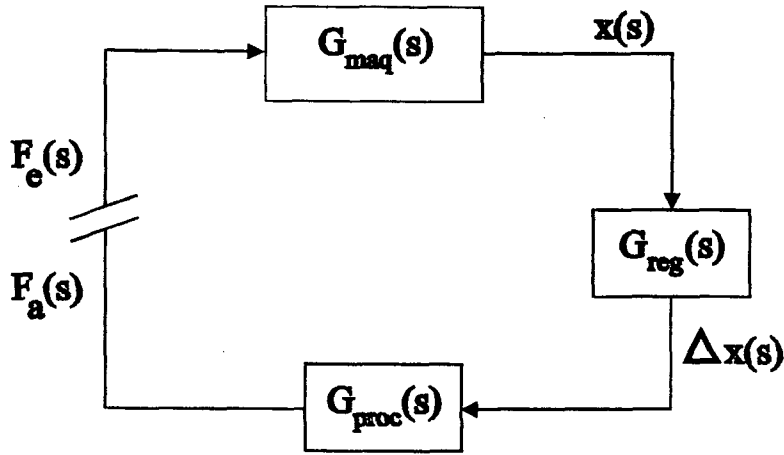 G_maq(s)
x(s)
F_e(s)
G_reg(s)
F_a(s)
Δx(s)
G_proc(s)